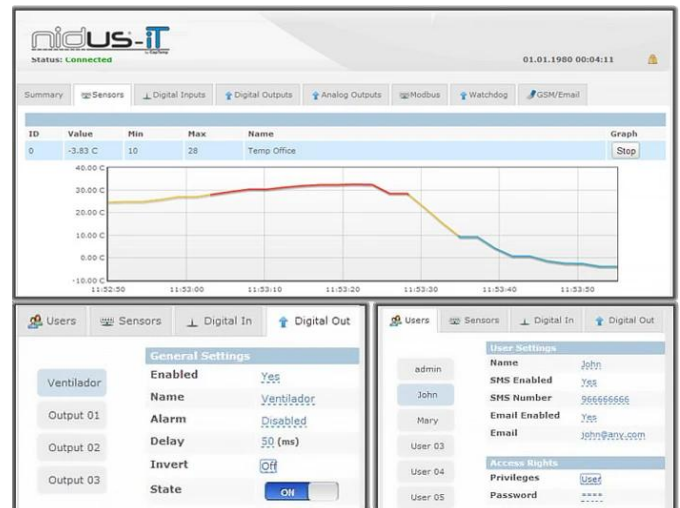 nidus-iT
Status: Connected
01.01.1980 00:04:11
Summary Sensors Digital Inputs Digital Outputs Analog Outputs Modbus Watchdog GSM/Email
ID Value Min Max Name Graph
0 -3.83 C 10 28 Temp Office Stop
40.00 C
30.00 C
20.00 C
10.00 C
0.00 C
-10.00 C
11:52:50 11:53:00 11:53:10 11:53:20 11:53:30 11:53:40 11:53:50
Users Sensors Digital In Digital Out
General Settings
Ventilador
Output 01
Output 02
Output 03
Enabled Yes
Name Ventilador
Alarm Disabled
Delay 50 (ms)
Invert Off
State ON
Users Sensors Digital In Digital Out
admin
John
Mary
User 03
User 04
User 05
User Settings
Name John
SMS Enabled Yes
SMS Number 966666666
Email Enabled Yes
Email john@any.com
Access Rights
Privileges User
Password ****